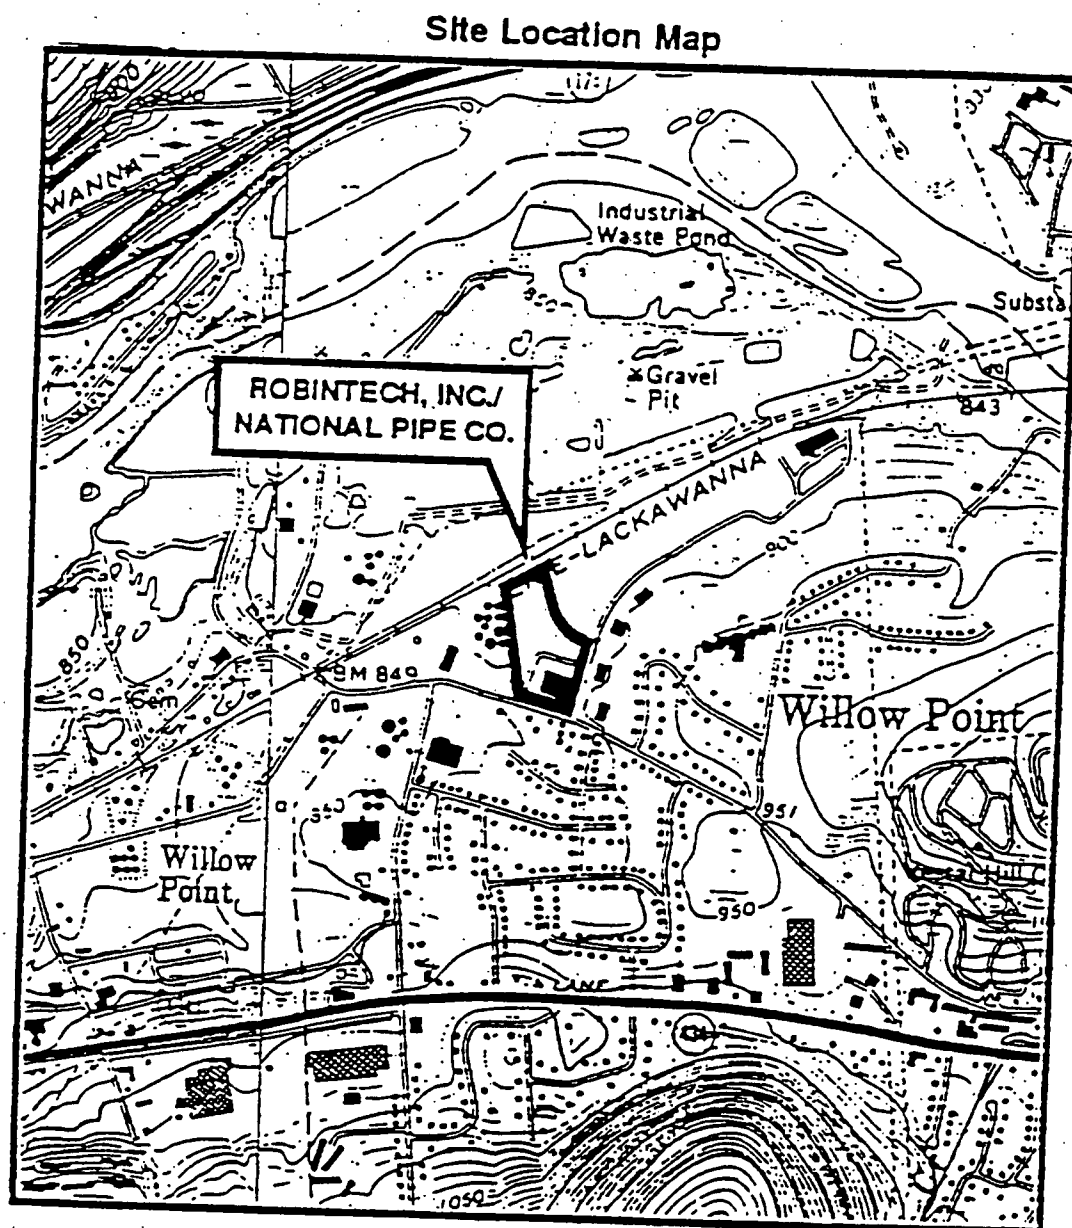 Site Location Map
WANNA
Industrial
Waste Pond
Substa
Gravel
Pit
843
ROBINTECH, INC./
NATIONAL PIPE CO.
LACKAWANNA
850
BM 849
Cem
Willow Point
951
Willow
Point
950
1050